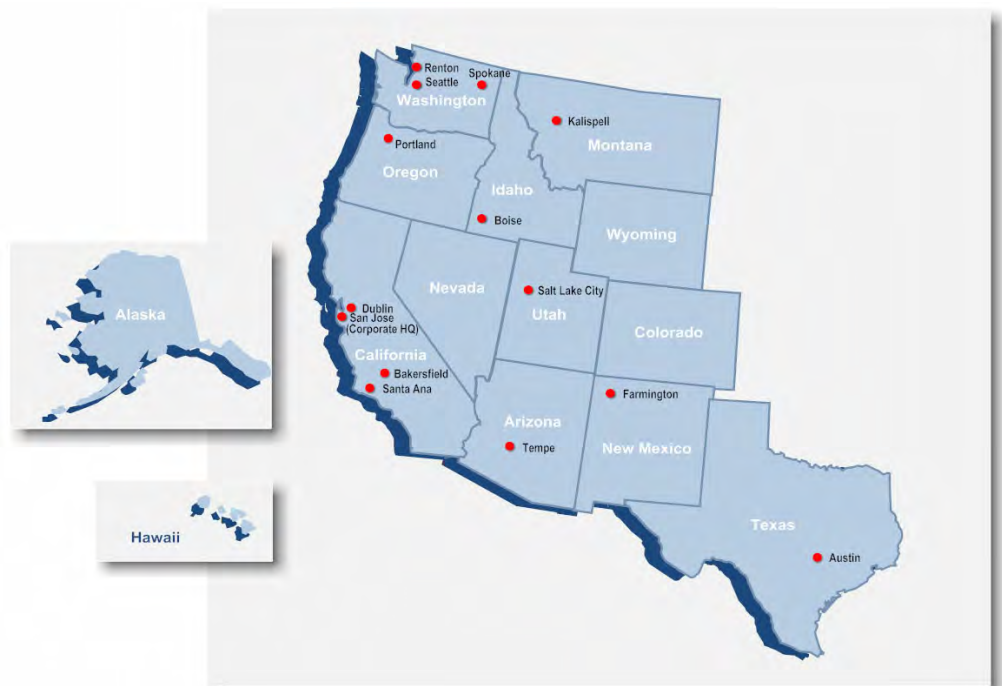 Renton
Seattle
Spokane
Washington
Kalispell
Montana
Portland
Oregon
Idaho
Boise
Wyoming
Nevada
Salt Lake City
Utah
Alaska
Dublin
San Jose
(Corporate HQ)
Colorado
California
Bakersfield
Santa Ana
Farmington
Arizona
Tempe
New Mexico
Texas
Hawaii
Austin